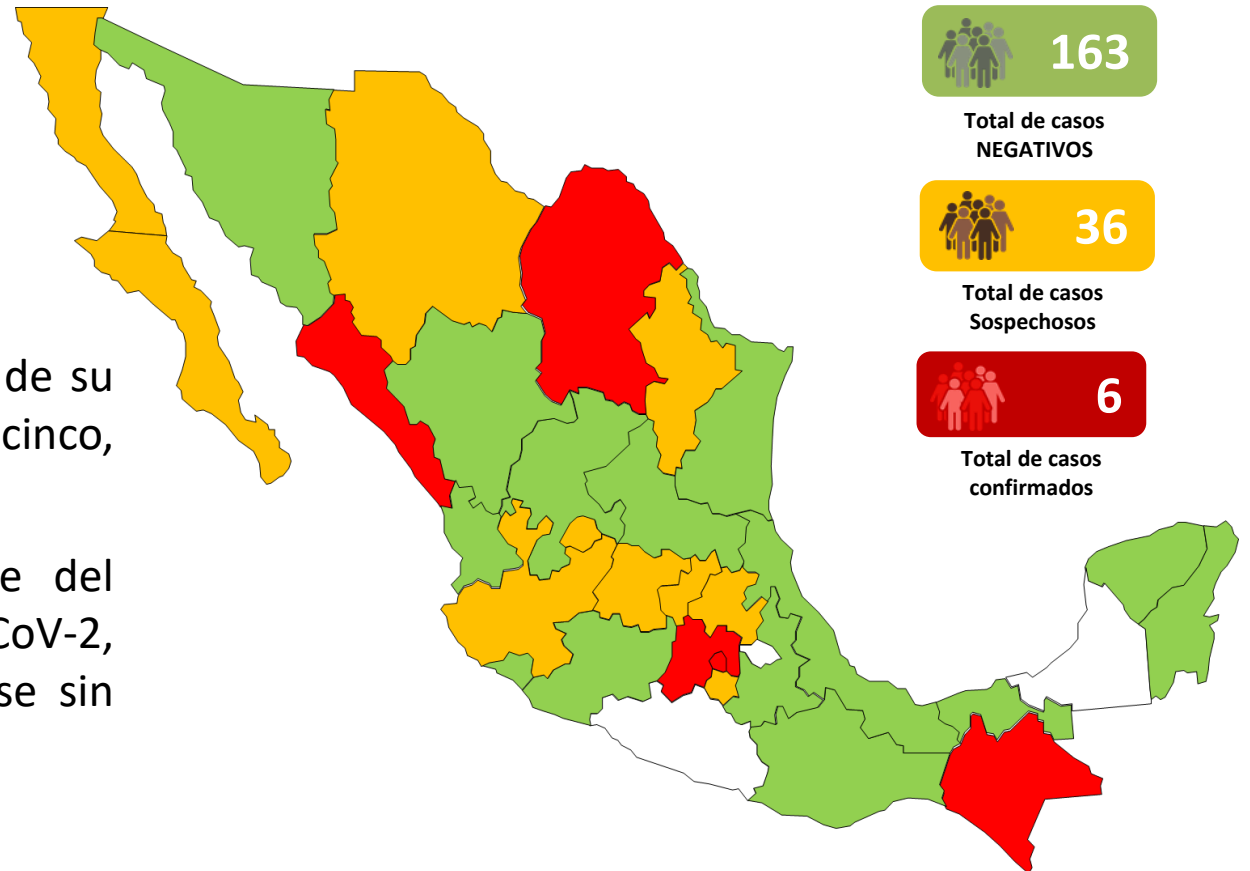 163
Total de casos
NEGATIVOS
36
Total de casos
Sospechosos
6
Total de casos
confirmados
de su
cinco,
e del
CoV-2,
se sin